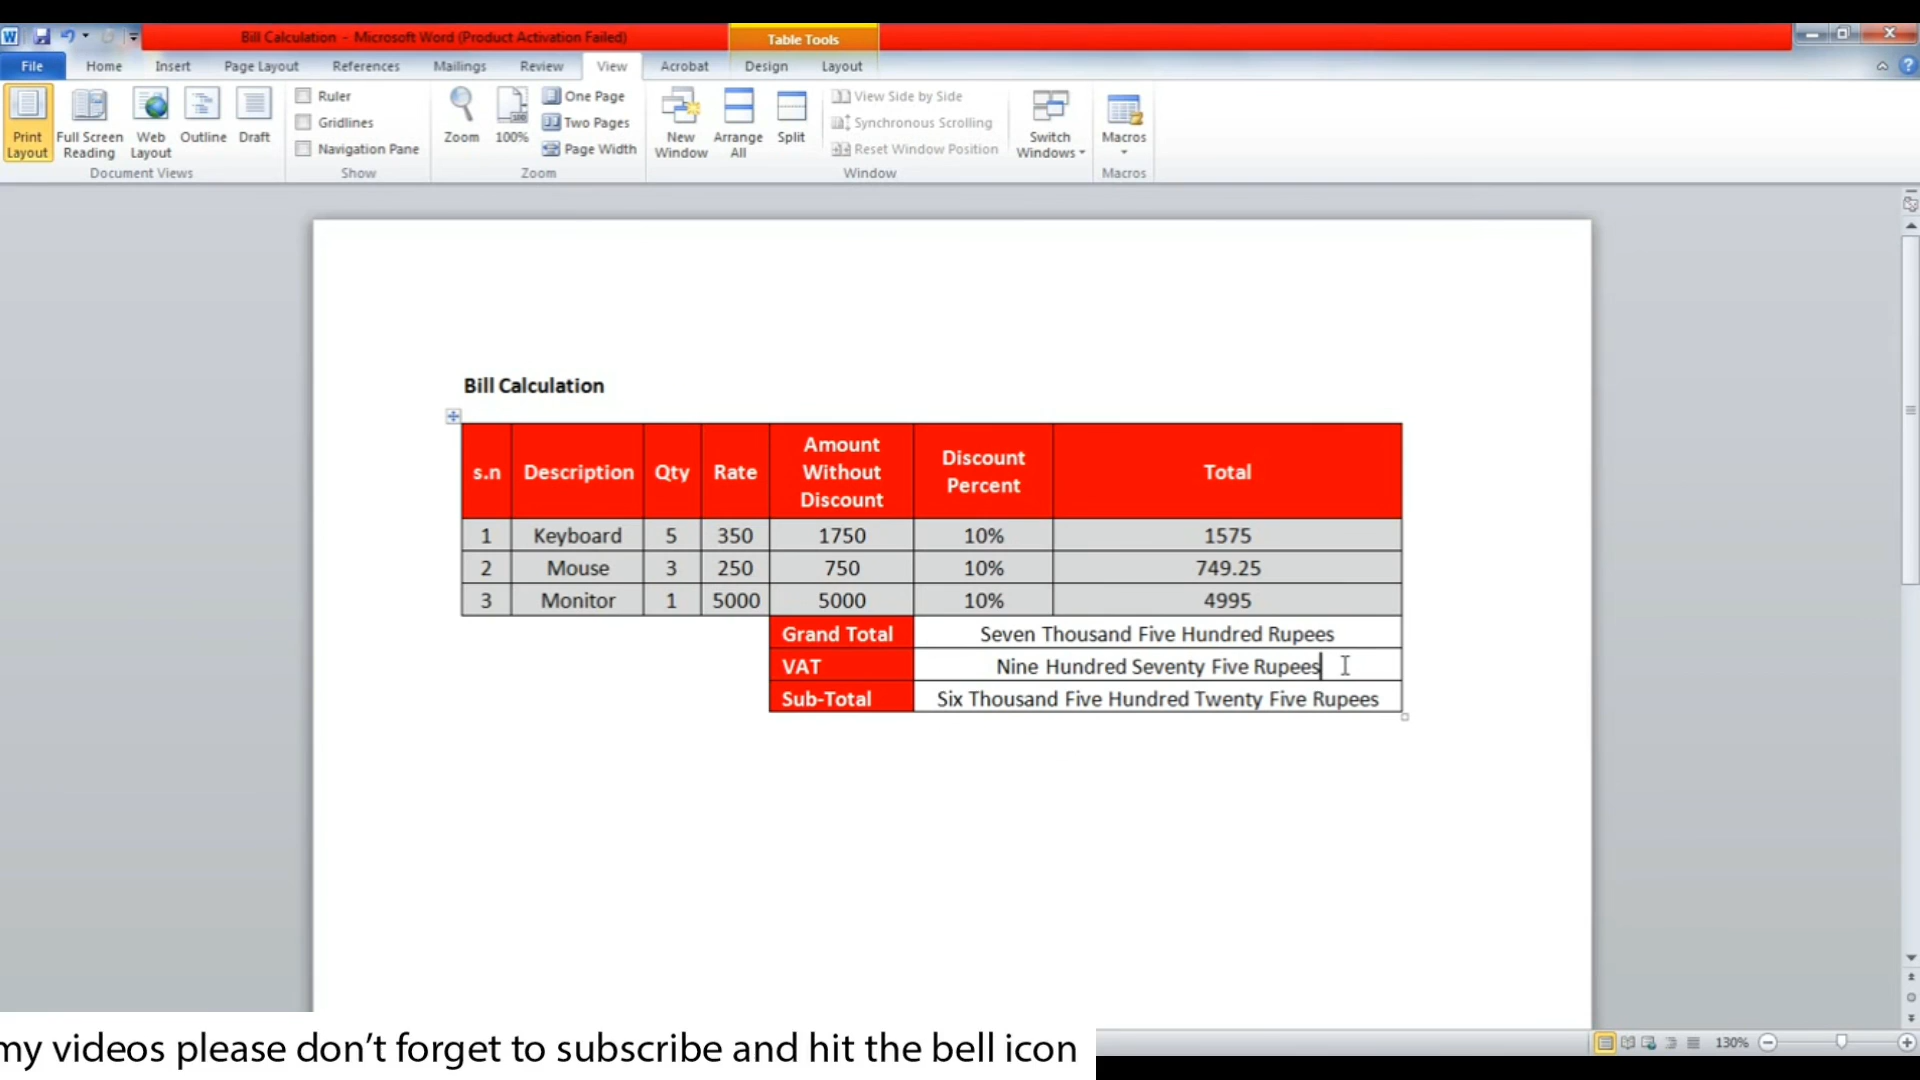 Bill Calculation - Microsoft Word (Product Activation Failed)
Table Tools
File Home Insert Page Layout References Mailings Review View Acrobat Design Layout
Print Layout
Full Screen Reading
Web Layout
Outline
Draft
Document Views
Ruler
Gridlines
Navigation Pane
Show
Zoom
100%
One Page
Two Pages
Page Width
Zoom
New Window
Arrange All
Split
View Side by Side
Synchronous Scrolling
Reset Window Position
Window
Switch Windows
Macros
Macros
Bill Calculation
s.n Description Qty Rate Amount Without Discount Discount Percent Total
1 Keyboard 5 350 1750 10% 1575
2 Mouse 3 250 750 10% 749.25
3 Monitor 1 5000 5000 10% 4995
Grand Total Seven Thousand Five Hundred Rupees
VAT Nine Hundred Seventy Five Rupees
Sub-Total Six Thousand Five Hundred Twenty Five Rupees
my videos please don't forget to subscribe and hit the bell icon
130%